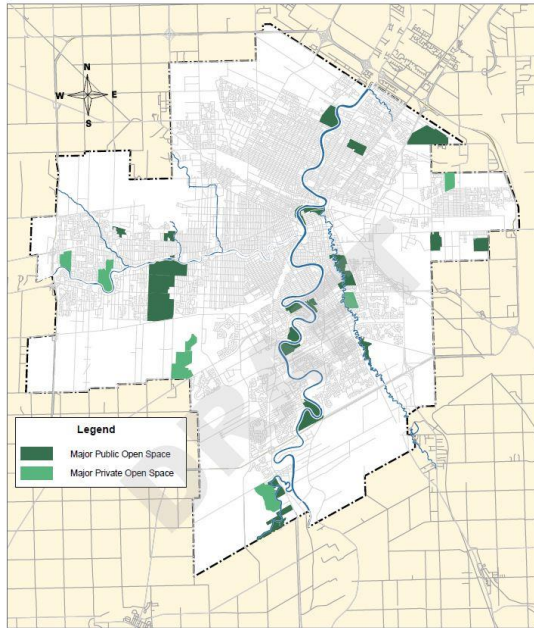 N
W E
S
DRAFT
Legend
Major Public Open Space
Major Private Open Space